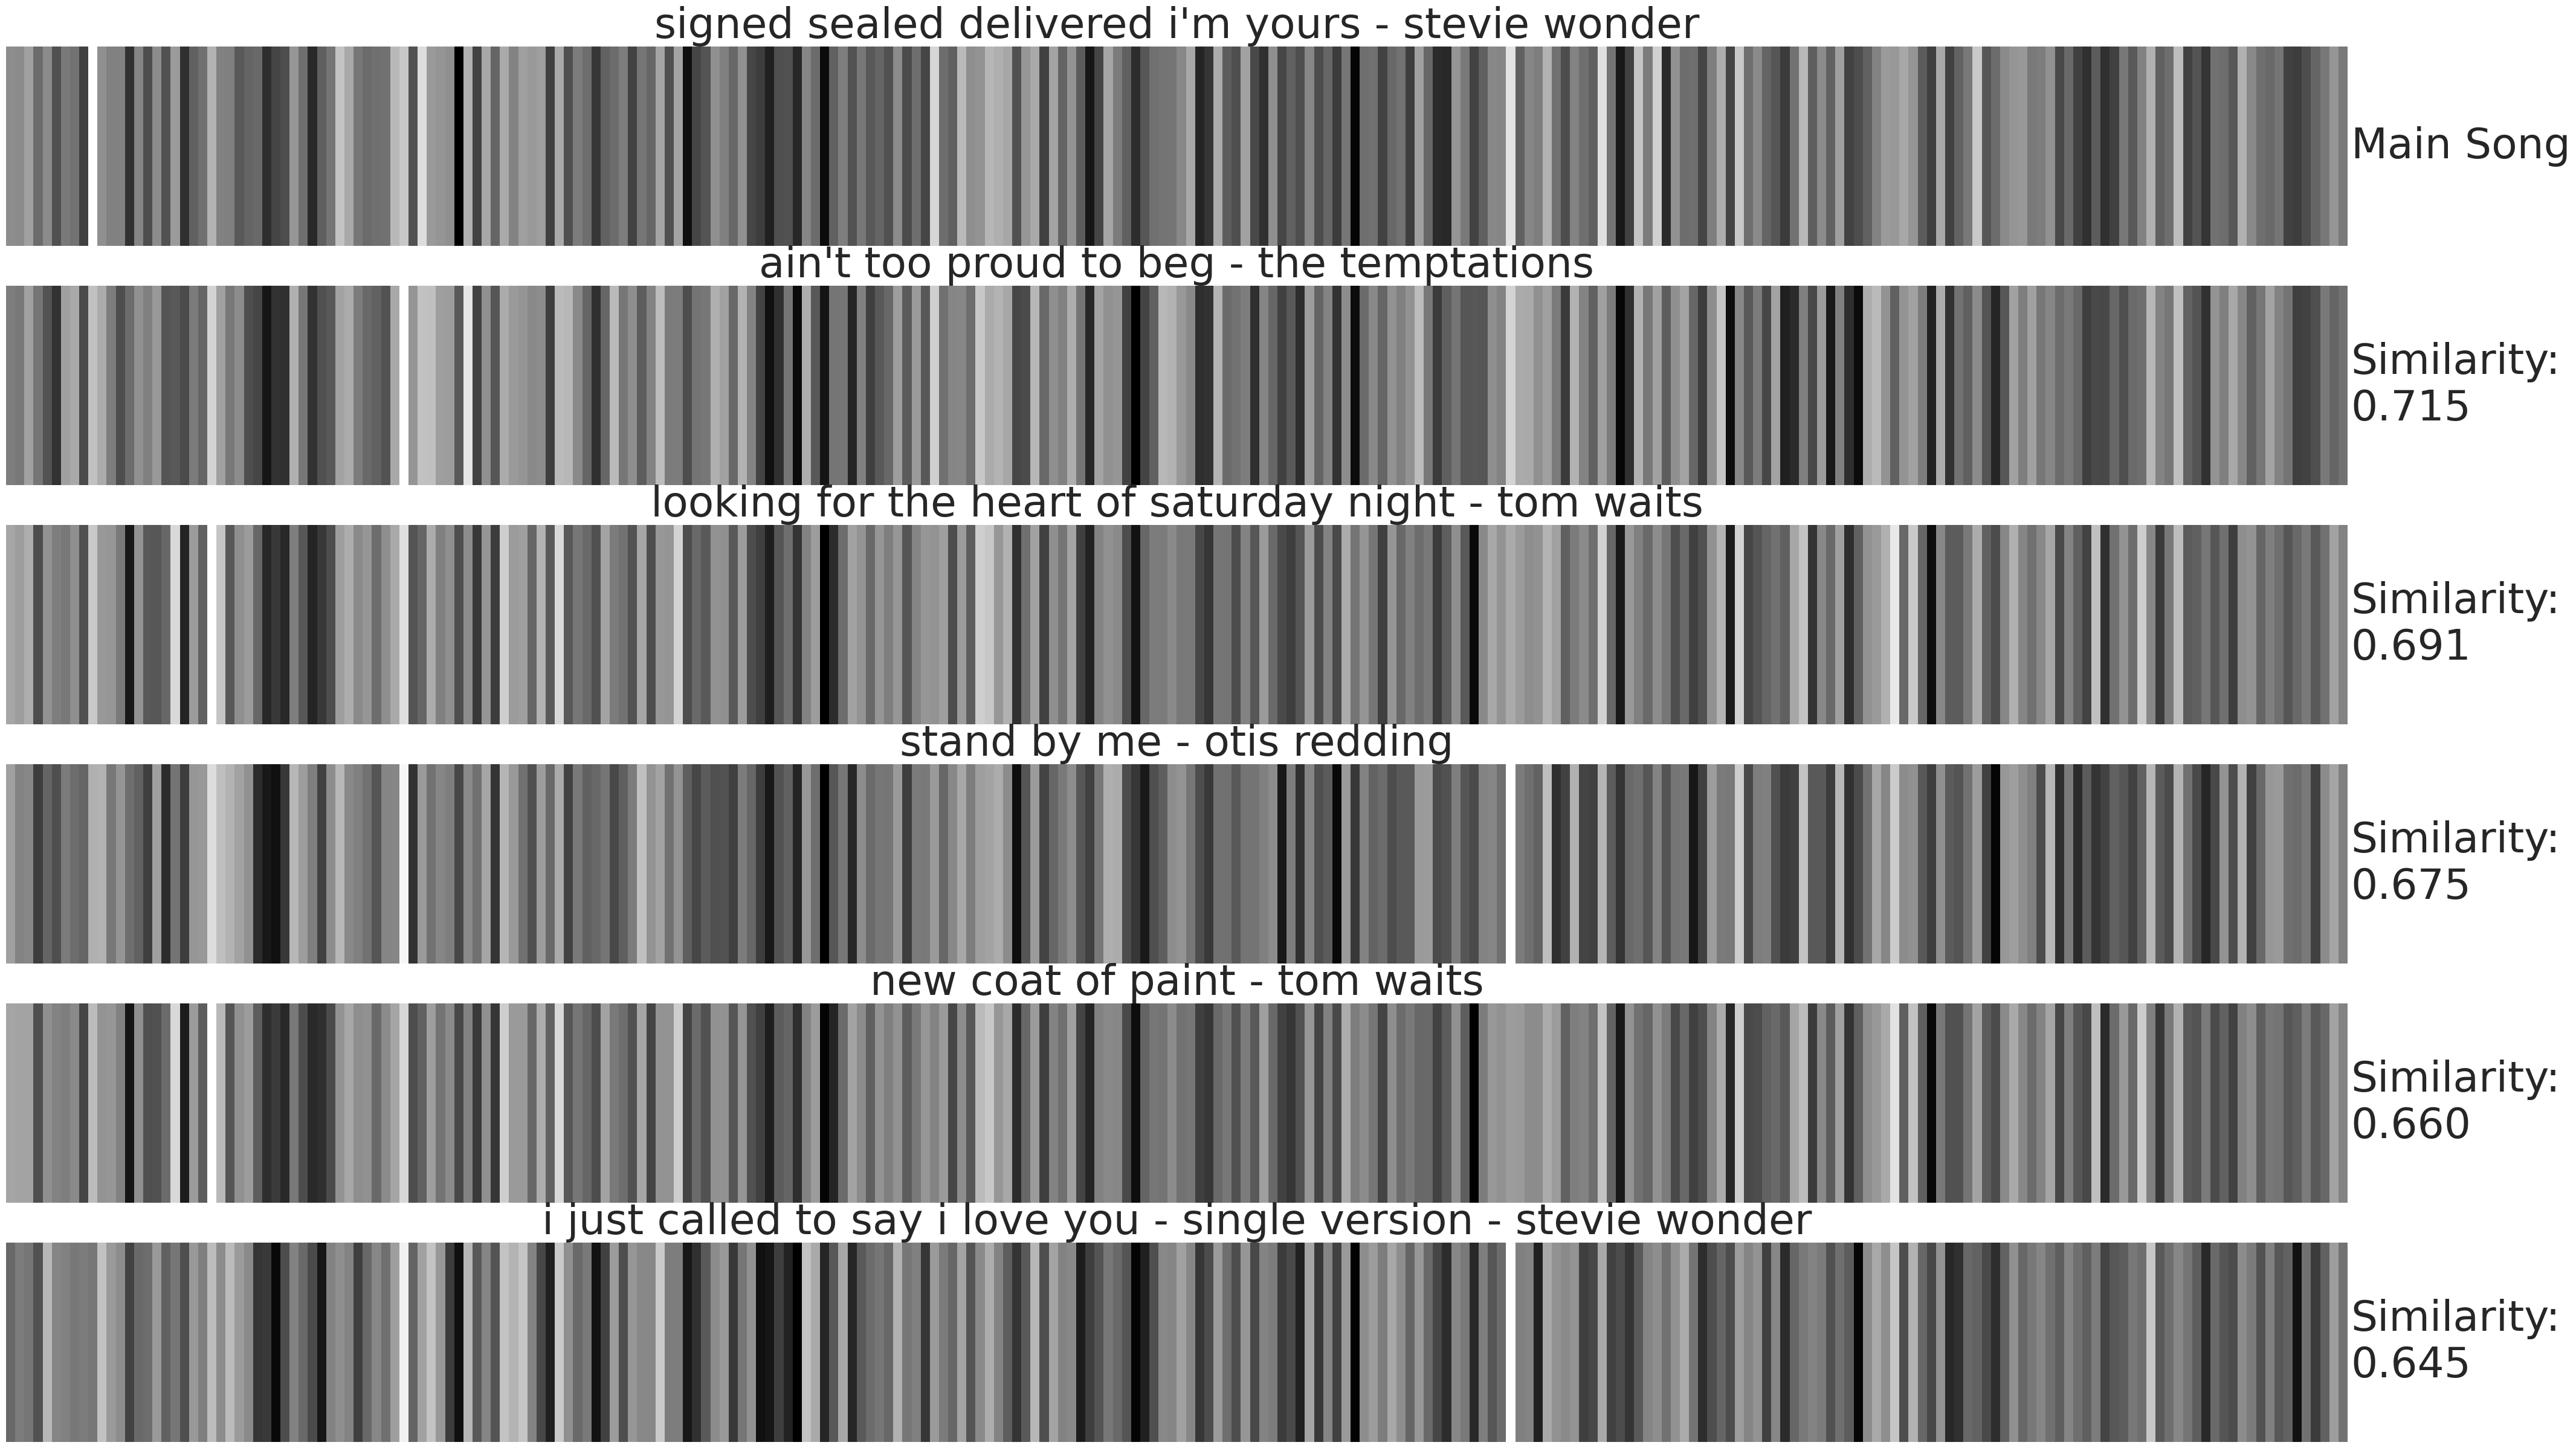 signed sealed delivered i'm yours - stevie wonder
Main Song
ain't too proud to beg - the temptations
Similarity:
0.715
looking for the heart of saturday night - tom waits
Similarity:
0.691
stand by me - otis redding
Similarity:
0.675
new coat of paint - tom waits
Similarity:
0.660
i just called to say i love you - single version - stevie wonder
Similarity:
0.645